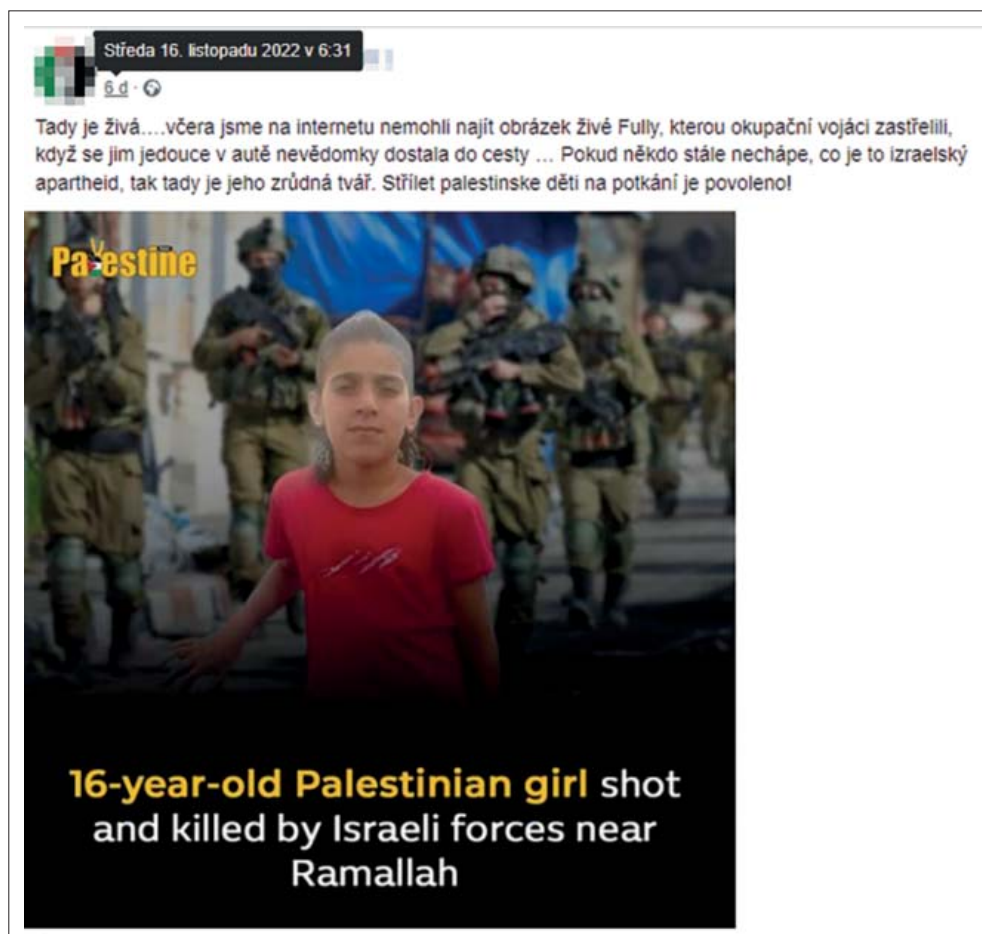 Středa 16. listopadu 2022 v 6:31
6 d
Tady je živá....včera jsme na internetu nemohli najít obrázek živé Fully, kterou okupační vojáci zastřelili,
když se jim jedouce v autě nevědomky dostala do cesty ... Pokud někdo stále nechápe, co je to izraelský
apartheid, tak tady je jeho zrůdná tvář. Střílet palestinske děti na potkání je povoleno!
Palestine
16-year-old Palestinian girl shot
and killed by Israeli forces near
Ramallah